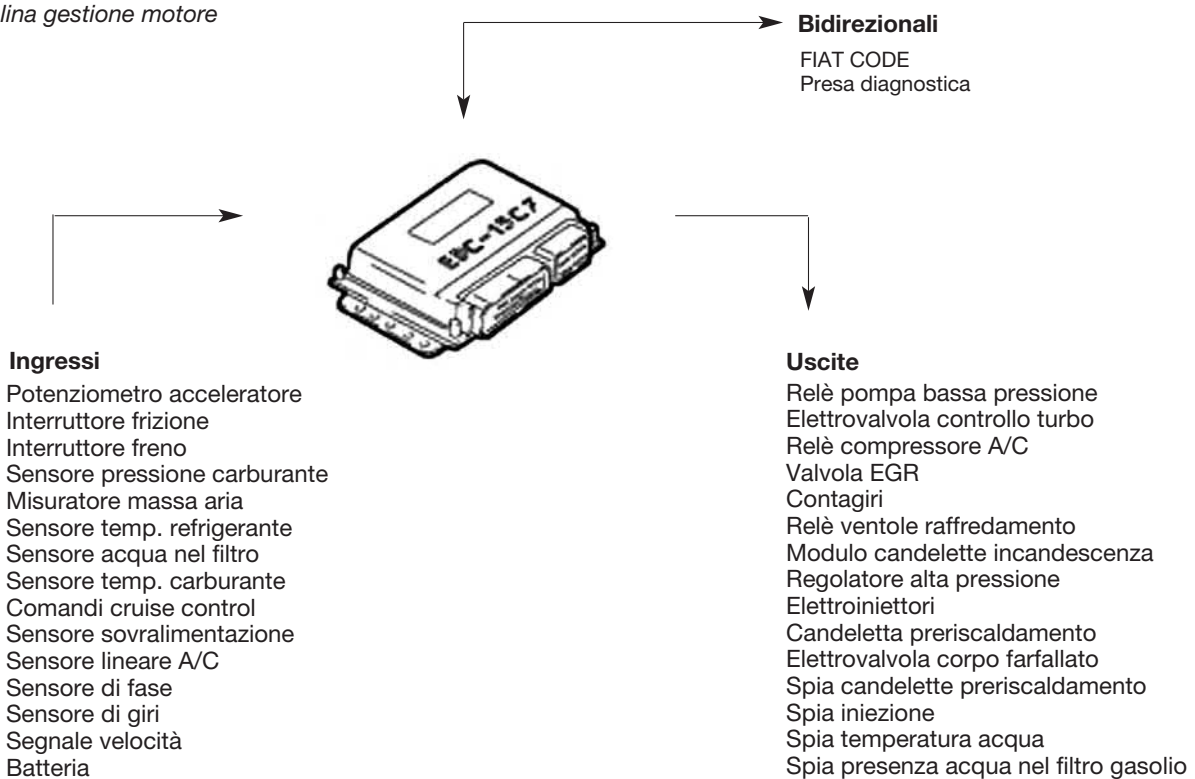 lina gestione motore
Bidirezionali
FIAT CODE
Presa diagnostica
EDC-15C7
Ingressi
Potenziometro acceleratore
Interruttore frizione
Interruttore freno
Sensore pressione carburante
Misuratore massa aria
Sensore temp. refrigerante
Sensore acqua nel filtro
Sensore temp. carburante
Comandi cruise control
Sensore sovralimentazione
Sensore lineare A/C
Sensore di fase
Sensore di giri
Segnale velocità
Batteria
Uscite
Relè pompa bassa pressione
Elettrovalvola controllo turbo
Relè compressore A/C
Valvola EGR
Contagiri
Relè ventole raffredamento
Modulo candelette incandescenza
Regolatore alta pressione
Elettroiniettori
Candeletta preriscaldamento
Elettrovalvola corpo farfallato
Spia candelette preriscaldamento
Spia iniezione
Spia temperatura acqua
Spia presenza acqua nel filtro gasolio